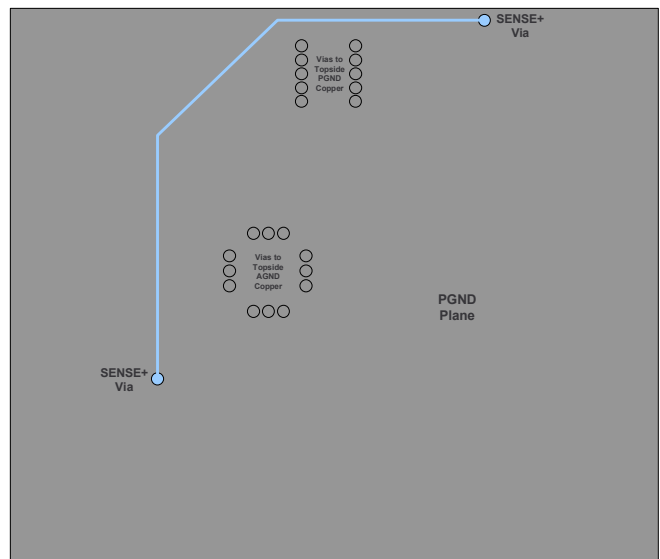 SENSE+
Via
Vias to
Topside
PGND
Copper
Vias to
Topside
AGND
Copper
PGND
Plane
SENSE+
Via